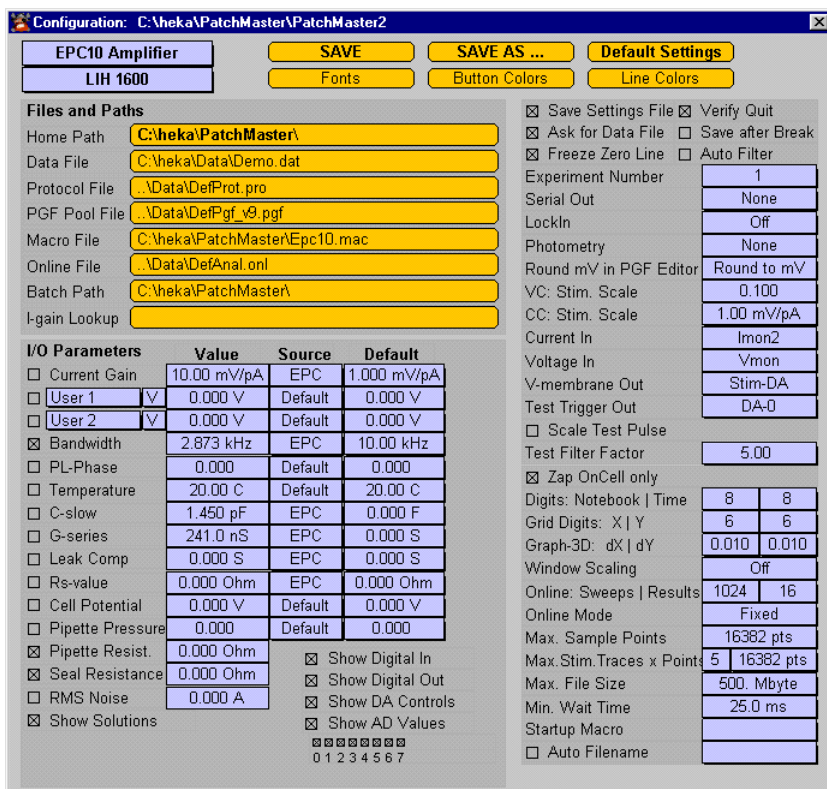 Configuration: C:\heka\PatchMaster\PatchMaster2
EPC10 Amplifier SAVE SAVE AS ... Default Settings
LIH 1600 Fonts Button Colors Line Colors
Files and Paths
Home Path C:\heka\PatchMaster\
Data File C:\heka\Data\Demo.dat
Protocol File ..\Data\DefProt.pro
PGF Pool File ..\Data\DefPgf_v9.pgf
Macro File C:\heka\PatchMaster\Epc10.mac
Online File ..\Data\DefAnal.onl
Batch Path C:\heka\PatchMaster\
I-gain Lookup
I/O Parameters Value Source Default
Current Gain 10.00 mV/pA EPC 1.000 mV/pA
User 1 V 0.000 V Default 0.000 V
User 2 V 0.000 V Default 0.000 V
Bandwidth 2.873 kHz EPC 10.00 kHz
PL-Phase 0.000 Default 0.000
Temperature 20.00 C Default 20.00 C
C-slow 1.450 pF EPC 0.000 F
G-series 241.0 nS EPC 0.000 S
Leak Comp 0.000 S EPC 0.000 S
Rs-value 0.000 Ohm EPC 0.000 Ohm
Cell Potential 0.000 V Default 0.000 V
Pipette Pressure 0.000 Default 0.000
Pipette Resist. 0.000 Ohm
Seal Resistance 0.000 Ohm
RMS Noise 0.000 A
Show Solutions
Show Digital In
Show Digital Out
Show DA Controls
Show AD Values
0 1 2 3 4 5 6 7
Save Settings File Verify Quit
Ask for Data File Save after Break
Freeze Zero Line Auto Filter
Experiment Number 1
Serial Out None
LockIn Off
Photometry None
Round mV in PGF Editor Round to mV
VC: Stim. Scale 0.100
CC: Stim. Scale 1.00 mV/pA
Current In Imon2
Voltage In Vmon
V-membrane Out Stim-DA
Test Trigger Out DA-0
Scale Test Pulse
Test Filter Factor 5.00
Zap OnCell only
Digits: Notebook | Time 8 8
Grid Digits: X | Y 6 6
Graph-3D: dX | dY 0.010 0.010
Window Scaling Off
Online: Sweeps | Results 1024 16
Online Mode Fixed
Max. Sample Points 16382 pts
Max.Stim.Traces x Points 5 16382 pts
Max. File Size 500. Mbyte
Min. Wait Time 25.0 ms
Startup Macro
Auto Filename